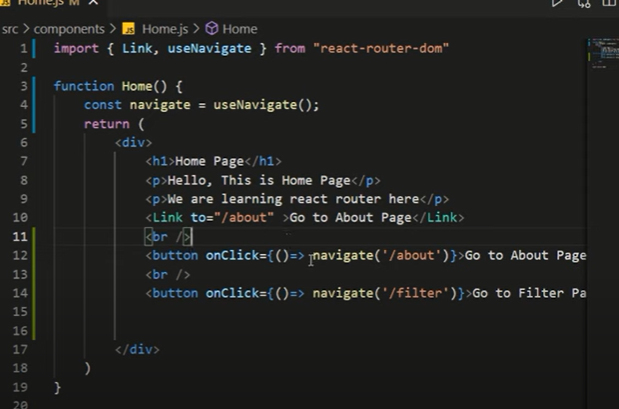 Home.js M
src > components > JS Home.js > Home
1 import { Link, useNavigate } from "react-router-dom"
2
3 function Home() {
4 const navigate = useNavigate();
5 return (
6 <div>
7 <h1>Home Page</h1>
8 <p>Hello, This is Home Page</p>
9 <p>We are learning react router here</p>
10 <Link to="/about" >Go to About Page</Link>
11 <br />
12 <button onClick={()=> navigate('/about')}>Go to About Page
13 <br />
14 <button onClick={()=> navigate('/filter')}>Go to Filter Pa
15
16
17 </div>
18 )
19 }
20